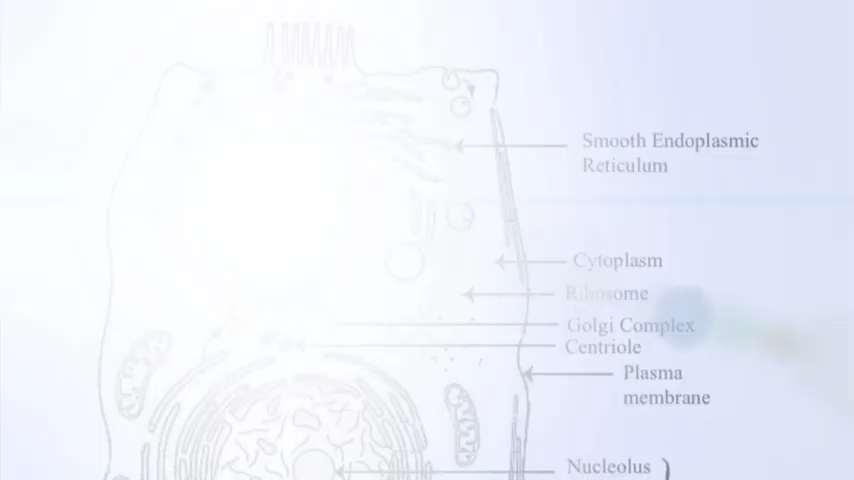 Smooth Endoplasmic
Reticulum
Cytoplasm
Ribosome
Golgi Complex
Centriole
Plasma
membrane
Nucleolus